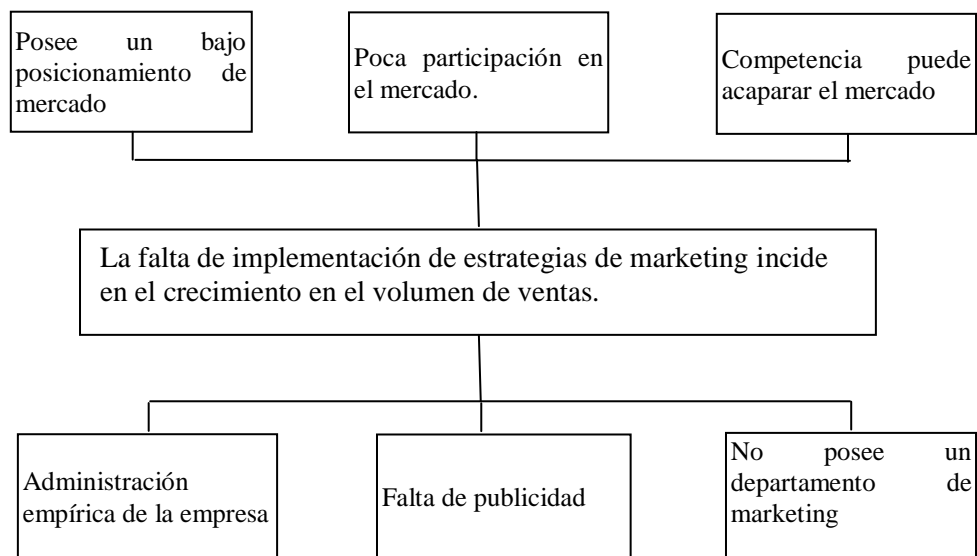 Posee un bajo
posicionamiento de
mercado
Poca participación en
el mercado.
Competencia puede
acaparar el mercado
La falta de implementación de estrategias de marketing incide
en el crecimiento en el volumen de ventas.
Administración
empírica de la empresa
Falta de publicidad
No posee un
departamento de
marketing